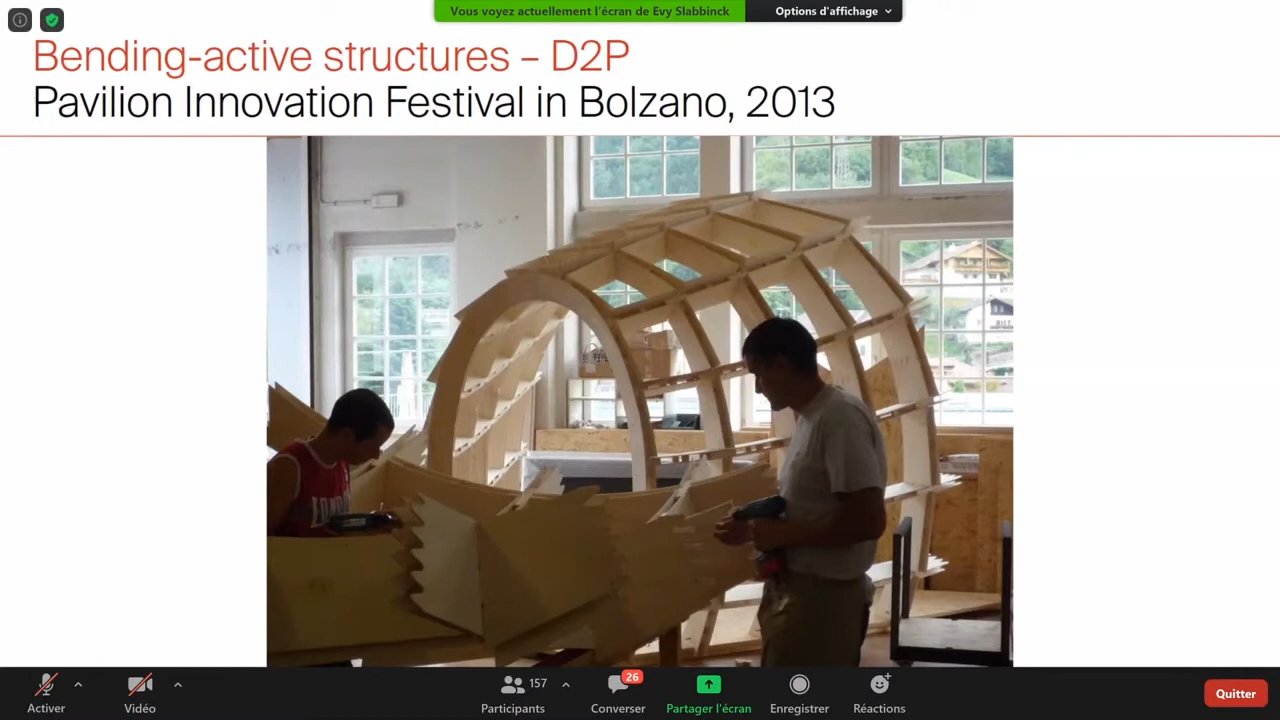 Vous voyez actuellement l'écran de Evy Slabbinck
Options d'affichage
Bending-active structures – D2P
Pavilion Innovation Festival in Bolzano, 2013
157
26
Activer
Vidéo
Participants
Converser
Partager l'écran
Enregistrer
Réactions
Quitter